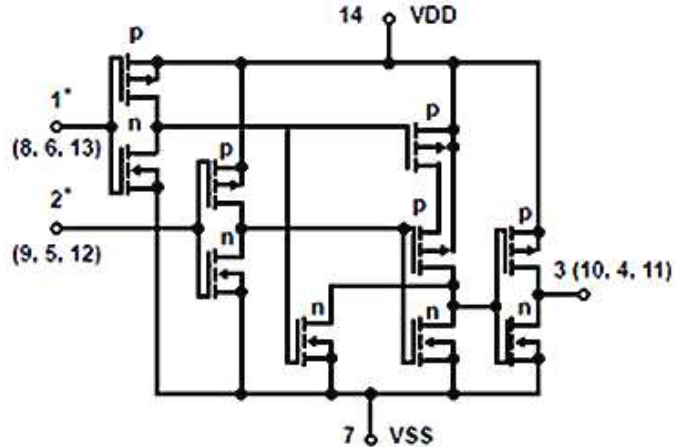 14 VDD
p
1*
n
p
(8, 6, 13)
p
2*
p
p
n
(9, 5, 12)
3 (10, 4, 11)
n
n
n
7 VSS